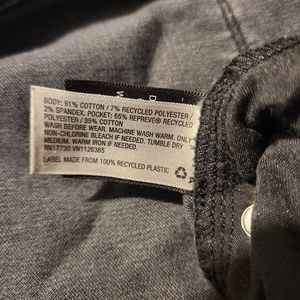 BODY: 91% COTTON / 7% RECYCLED POLYESTER /
2% SPANDEX. POCKET: 65% REPREVE® RECYCLED
POLYESTER / 35% COTTON
WASH BEFORE WEAR. MACHINE WASH WARM. ONLY
NON-CHLORINE BLEACH IF NEEDED. TUMBLE DRY
MEDIUM. WARM IRON IF NEEDED.
RN17730 VN1126365
LABEL MADE FROM 100% RECYCLED PLASTIC